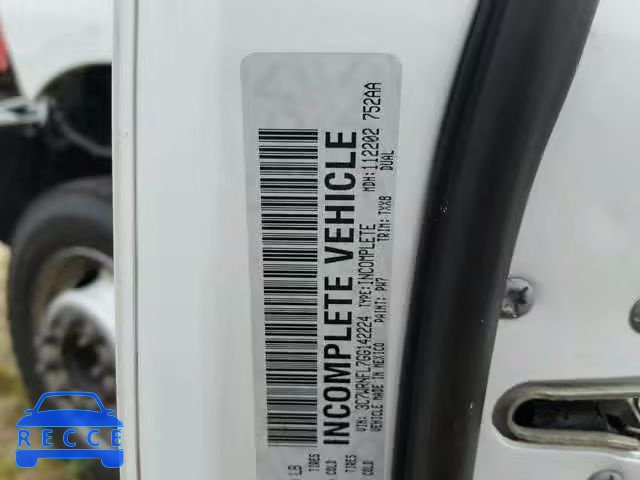 INCOMPLETE VEHICLE
VIN: 3C7WRNFL7GG142224 TYPE: INCOMPLETE MDH: 112202 752AA
VEHICLE MADE IN MEXICO PAINT: PW7 TRIM: TXX8 DUAL
LB
TIRES
COLD
TIRES
COLD
RECCE